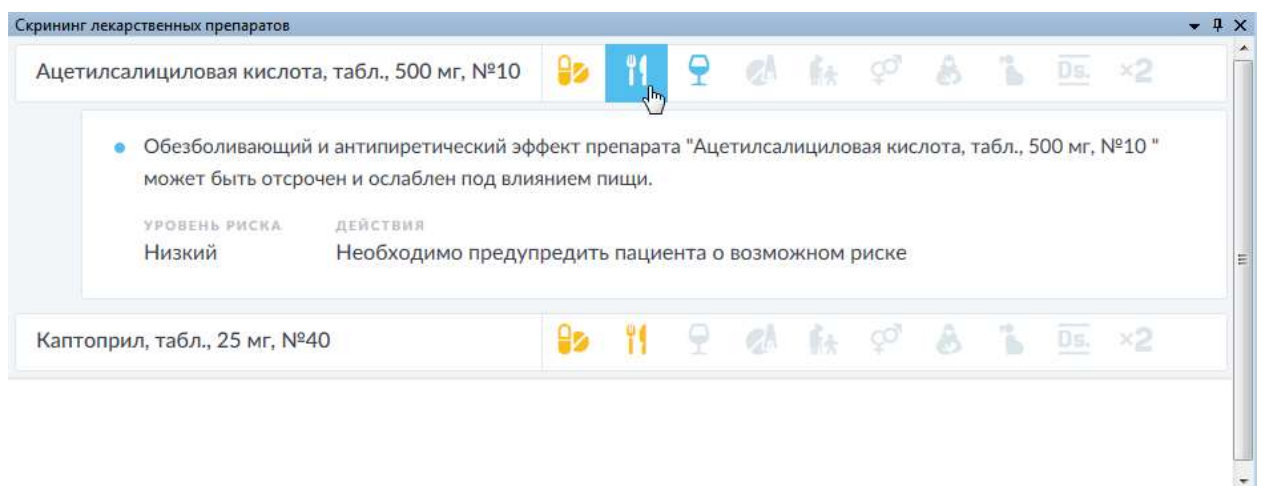 Скрининг лекарственных препаратов
Ацетилсалициловая кислота, табл., 500 мг, №10
Ds.
×2
Обезболивающий и антипиретический эффект препарата "Ацетилсалициловая кислота, табл., 500 мг, №10 "
может быть отсрочен и ослаблен под влиянием пищи.
УРОВЕНЬ РИСКА ДЕЙСТВИЯ
Низкий Необходимо предупредить пациента о возможном риске
Каптоприл, табл., 25 мг, №40
Ds.
×2